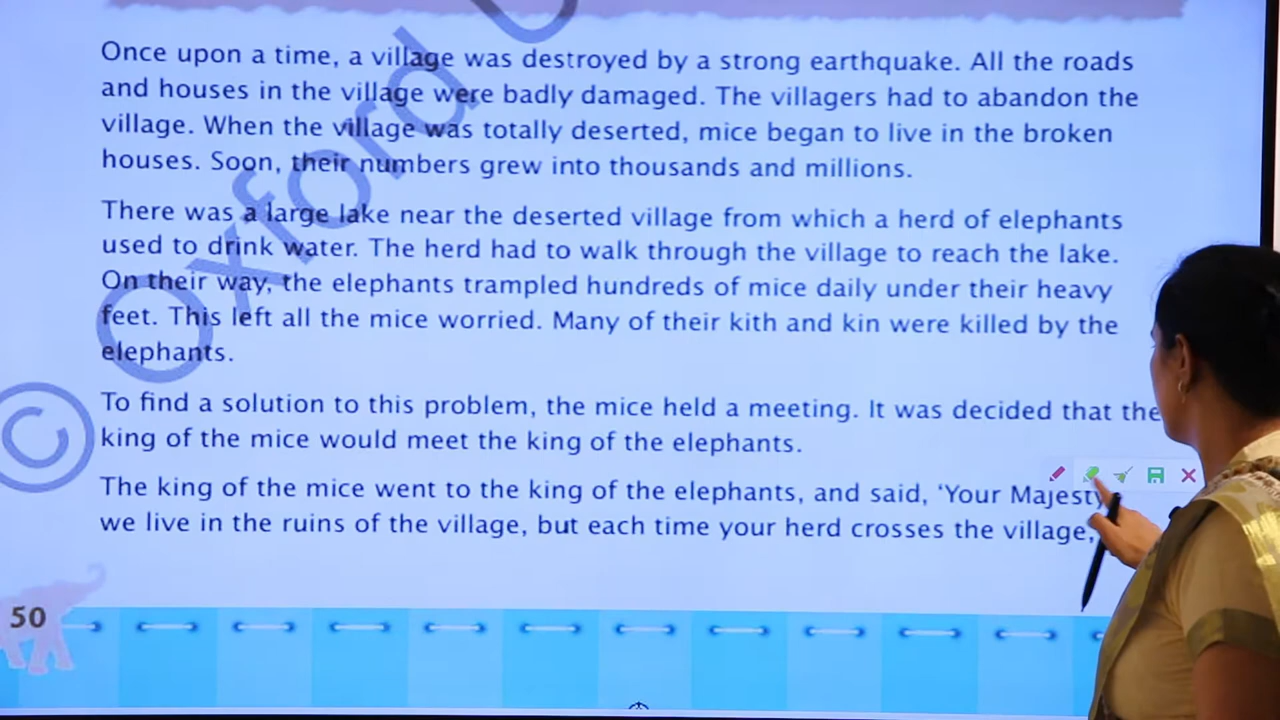 Once upon a time, a village was destroyed by a strong earthquake. All the roads
and houses in the village were badly damaged. The villagers had to abandon the
village. When the village was totally deserted, mice began to live in the broken
houses. Soon, their numbers grew into thousands and millions.
There was a large lake near the deserted village from which a herd of elephants
used to drink water. The herd had to walk through the village to reach the lake.
On their way, the elephants trampled hundreds of mice daily under their heavy
feet. This left all the mice worried. Many of their kith and kin were killed by the
elephants.
To find a solution to this problem, the mice held a meeting. It was decided that the
king of the mice would meet the king of the elephants.
The king of the mice went to the king of the elephants, and said, ‘Your Majesty
we live in the ruins of the village, but each time your herd crosses the village,
50
© Oxford U